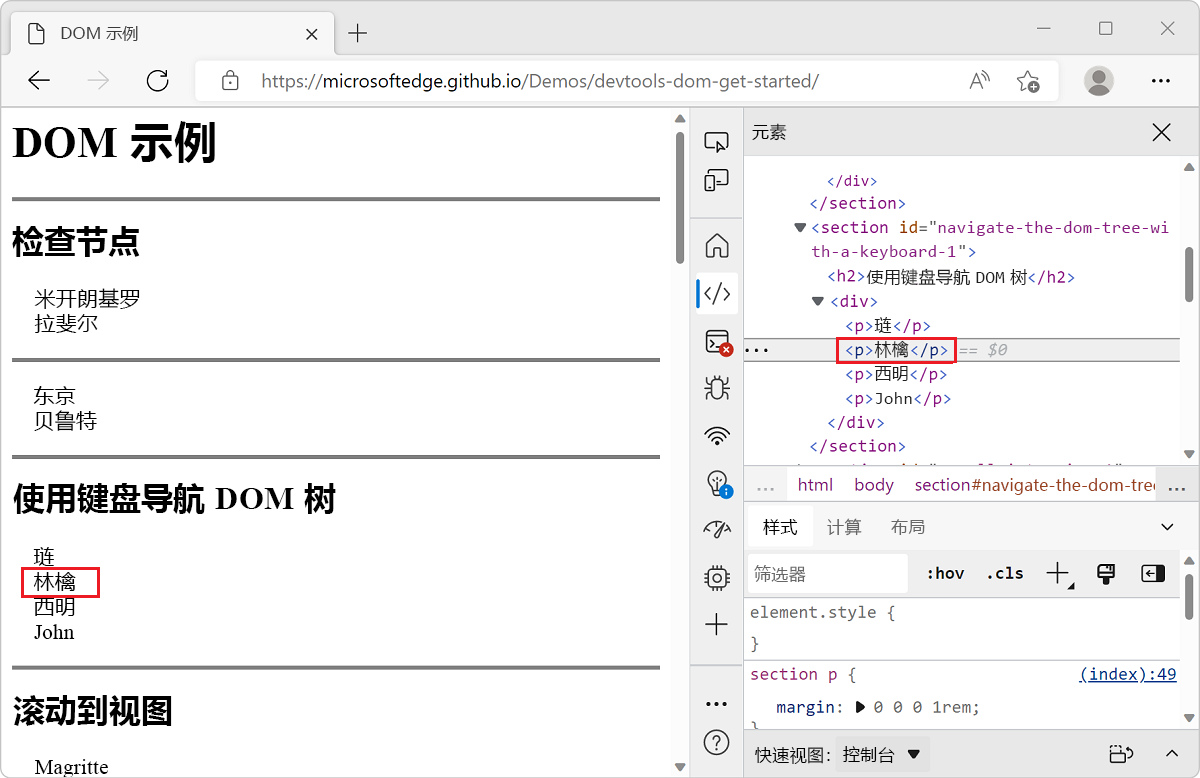 DOM 示例
https://microsoftedge.github.io/Demos/devtools-dom-get-started/
DOM 示例
检查节点
米开朗基罗
拉斐尔
东京
贝鲁特
使用键盘导航 DOM 树
琏
林檎
西明
John
滚动到视图
Magritte
元素
</div>
</section>
<section id="navigate-the-dom-tree-wi
th-a-keyboard-1">
<h2>使用键盘导航 DOM 树</h2>
<div>
<p>琏</p>
<p>林檎</p> == $0
<p>西明</p>
<p>John</p>
</div>
</section>
... html body section#navigate-the-dom-tree ...
样式 计算 布局
筛选器 :hov .cls
element.style {
}
section p { (index):49
margin: 0 0 0 1rem;
}
快速视图: 控制台